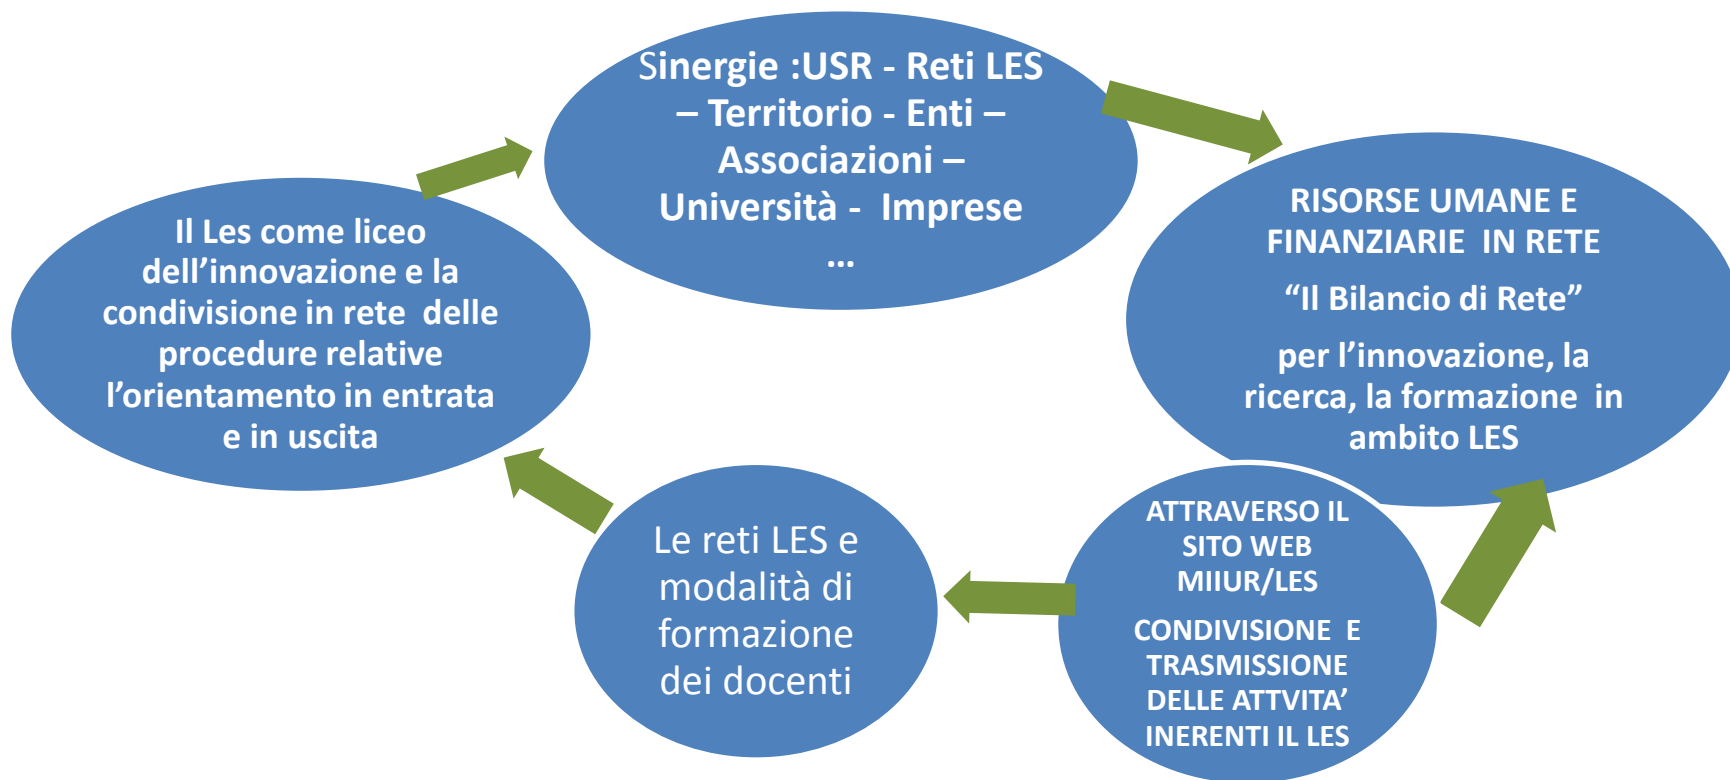 Sinergie :USR - Reti LES
– Territorio - Enti –
Associazioni –
Università - Imprese
...
RISORSE UMANE E
FINANZIARIE IN RETE
“Il Bilancio di Rete”
per l’innovazione, la
ricerca, la formazione in
ambito LES
Il Les come liceo
dell’innovazione e la
condivisione in rete delle
procedure relative
l’orientamento in entrata
e in uscita
Le reti LES e
modalità di
formazione
dei docenti
ATTRAVERSO IL
SITO WEB
MIIUR/LES
CONDIVISIONE E
TRASMISSIONE
DELLE ATTVITA’
INERENTI IL LES